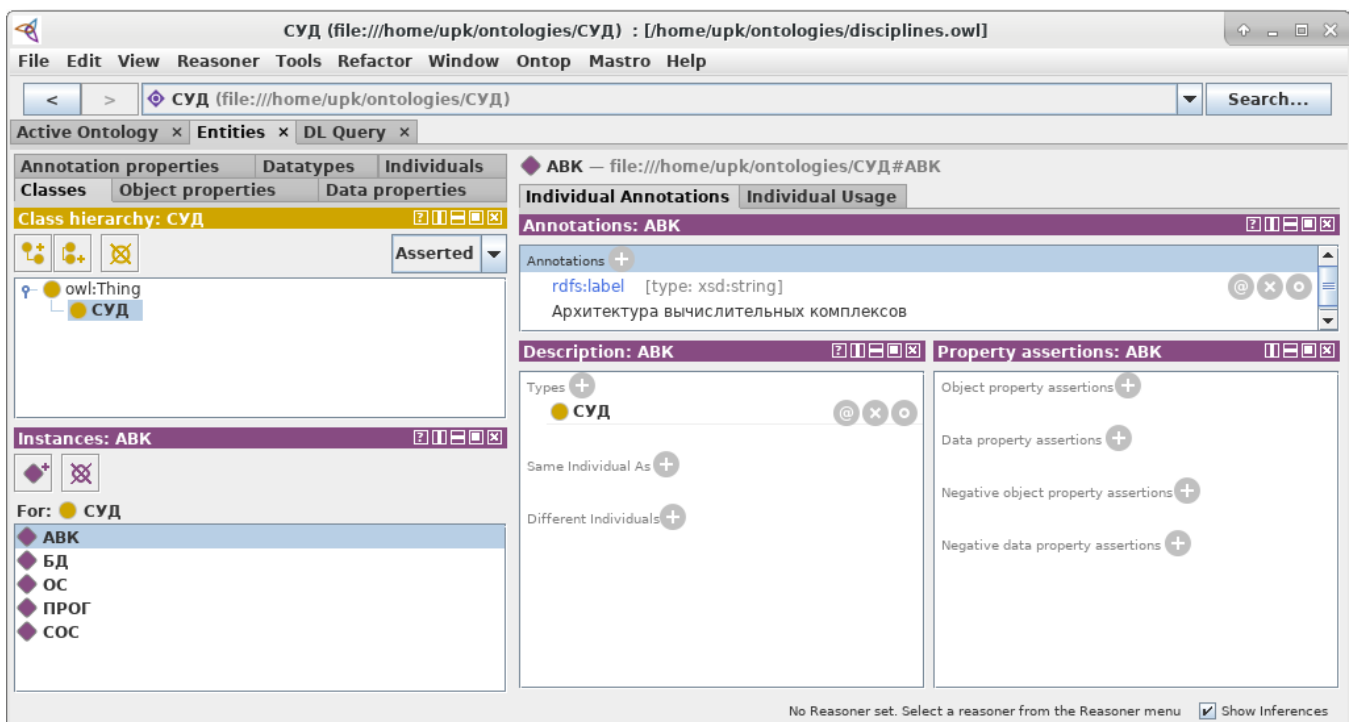 СУД (file:///home/upk/ontologies/СУД) : [/home/upk/ontologies/disciplines.owl]
File Edit View Reasoner Tools Refactor Window Ontop Mastro Help
< > СУД (file:///home/upk/ontologies/СУД) Search...
Active Ontology × Entities × DL Query ×
Annotation properties Datatypes Individuals
Classes Object properties Data properties
Class hierarchy: СУД
Asserted
owl:Thing
СУД
Instances: АВК
For: СУД
АВК
БД
ОС
ПРОГ
СОС
АВК — file:///home/upk/ontologies/СУД#АВК
Individual Annotations Individual Usage
Annotations: АВК
Annotations
rdfs:label [type: xsd:string]
Архитектура вычислительных комплексов
Description: АВК
Types
СУД
Same Individual As
Different Individuals
Property assertions: АВК
Object property assertions
Data property assertions
Negative object property assertions
Negative data property assertions
No Reasoner set. Select a reasoner from the Reasoner menu Show Inferences